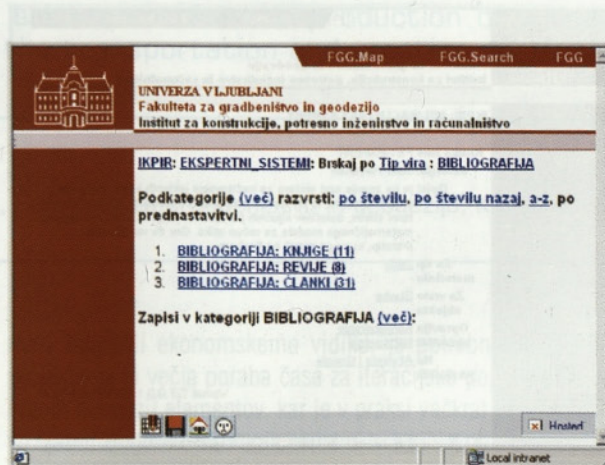 FGG.Map FGG.Search FGG
UNIVERZA V LJUBLJANI
Fakulteta za gradbeništvo in geodezijo
Inštitut za konstrukcije, potresno inženirstvo in računalništvo
IKPIR: EKSPERTNI_SISTEMI: Brskaj po Tip vira : BIBLIOGRAFIJA
Podkategorije (več) razvrsti: po številu, po številu nazaj, a-z, po
prednastavitvi.
1. BIBLIOGRAFIJA: KNJIGE (11)
2. BIBLIOGRAFIJA: REVIJE (8)
3. BIBLIOGRAFIJA: ČLANKI (31)
Zapisi v kategoriji BIBLIOGRAFIJA (več):
Hosted
Local intranet